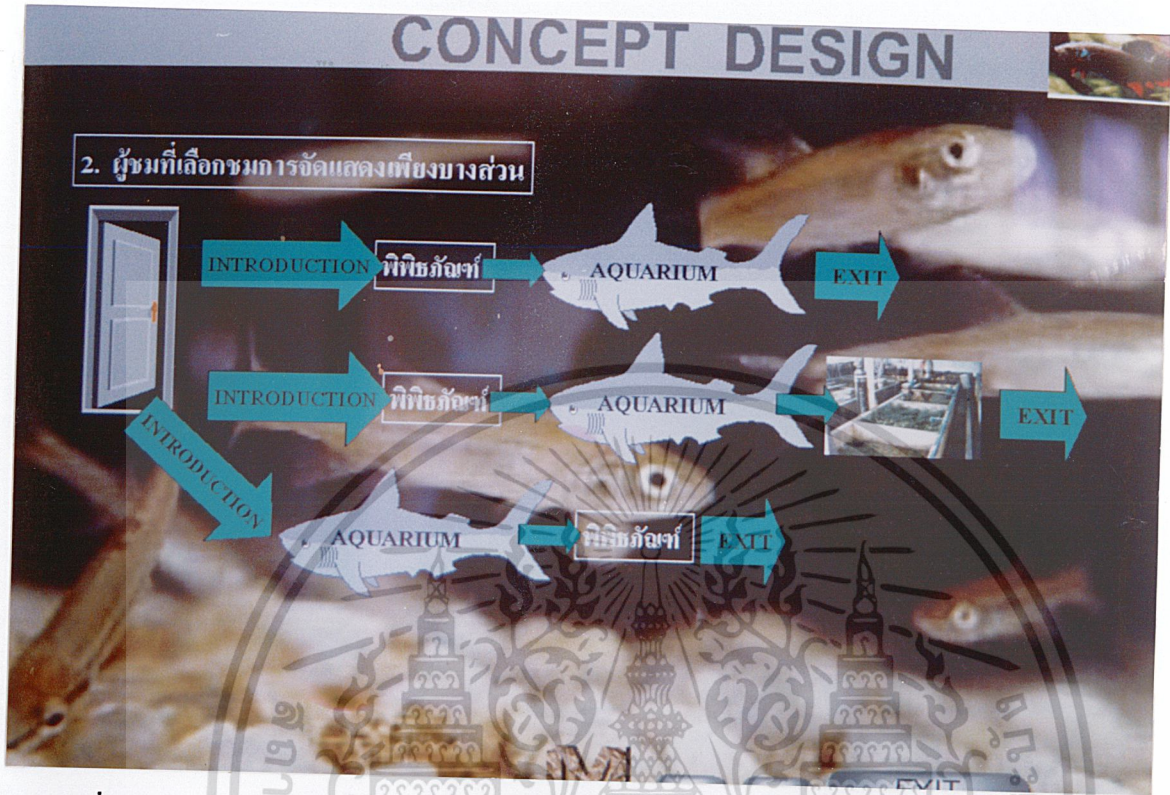 CONCEPT DESIGN
2. ผู้ชมที่เลือกชมการจัดแสดงเพียงบางส่วน
INTRODUCTION พิพิธภัณฑ์ AQUARIUM EXIT
INTRODUCTION พิพิธภัณฑ์ AQUARIUM EXIT
INTRODUCTION AQUARIUM พิพิธภัณฑ์ EXIT
EXIT